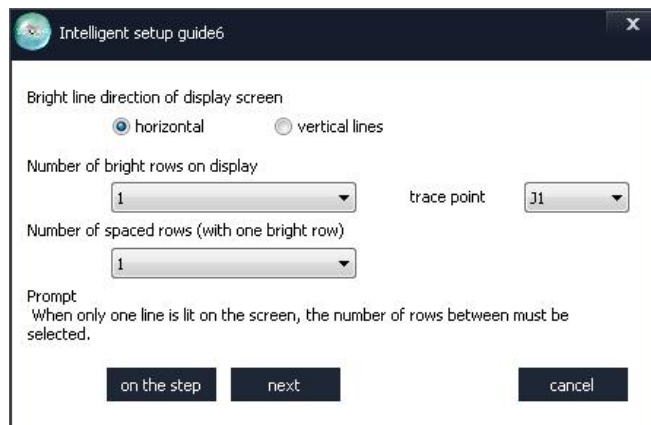 Intelligent setup guide6
X
Bright line direction of display screen
horizontal vertical lines
Number of bright rows on display
1 trace point J1
Number of spaced rows (with one bright row)
1
Prompt
When only one line is lit on the screen, the number of rows between must be
selected.
on the step next cancel